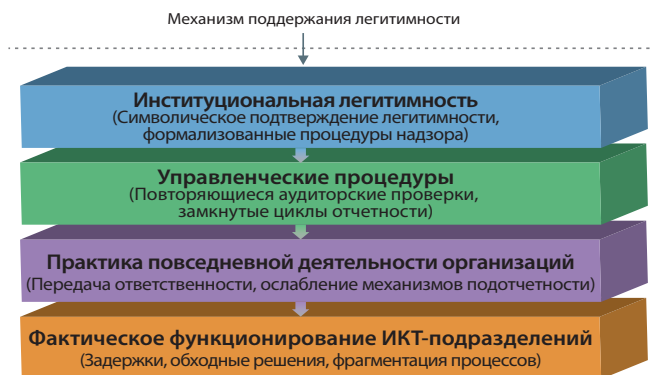 Механизм поддержания легитимности
Институциональная легитимность
(Символическое подтверждение легитимности,
формализованные процедуры надзора)
Управленческие процедуры
(Повторяющиеся аудиторские проверки,
замкнутые циклы отчетности)
Практика повседневной деятельности организаций
(Передача ответственности, ослабление механизмов подотчетности)
Фактическое функционирование ИКТ-подразделений
(Задержки, обходные решения, фрагментация процессов)